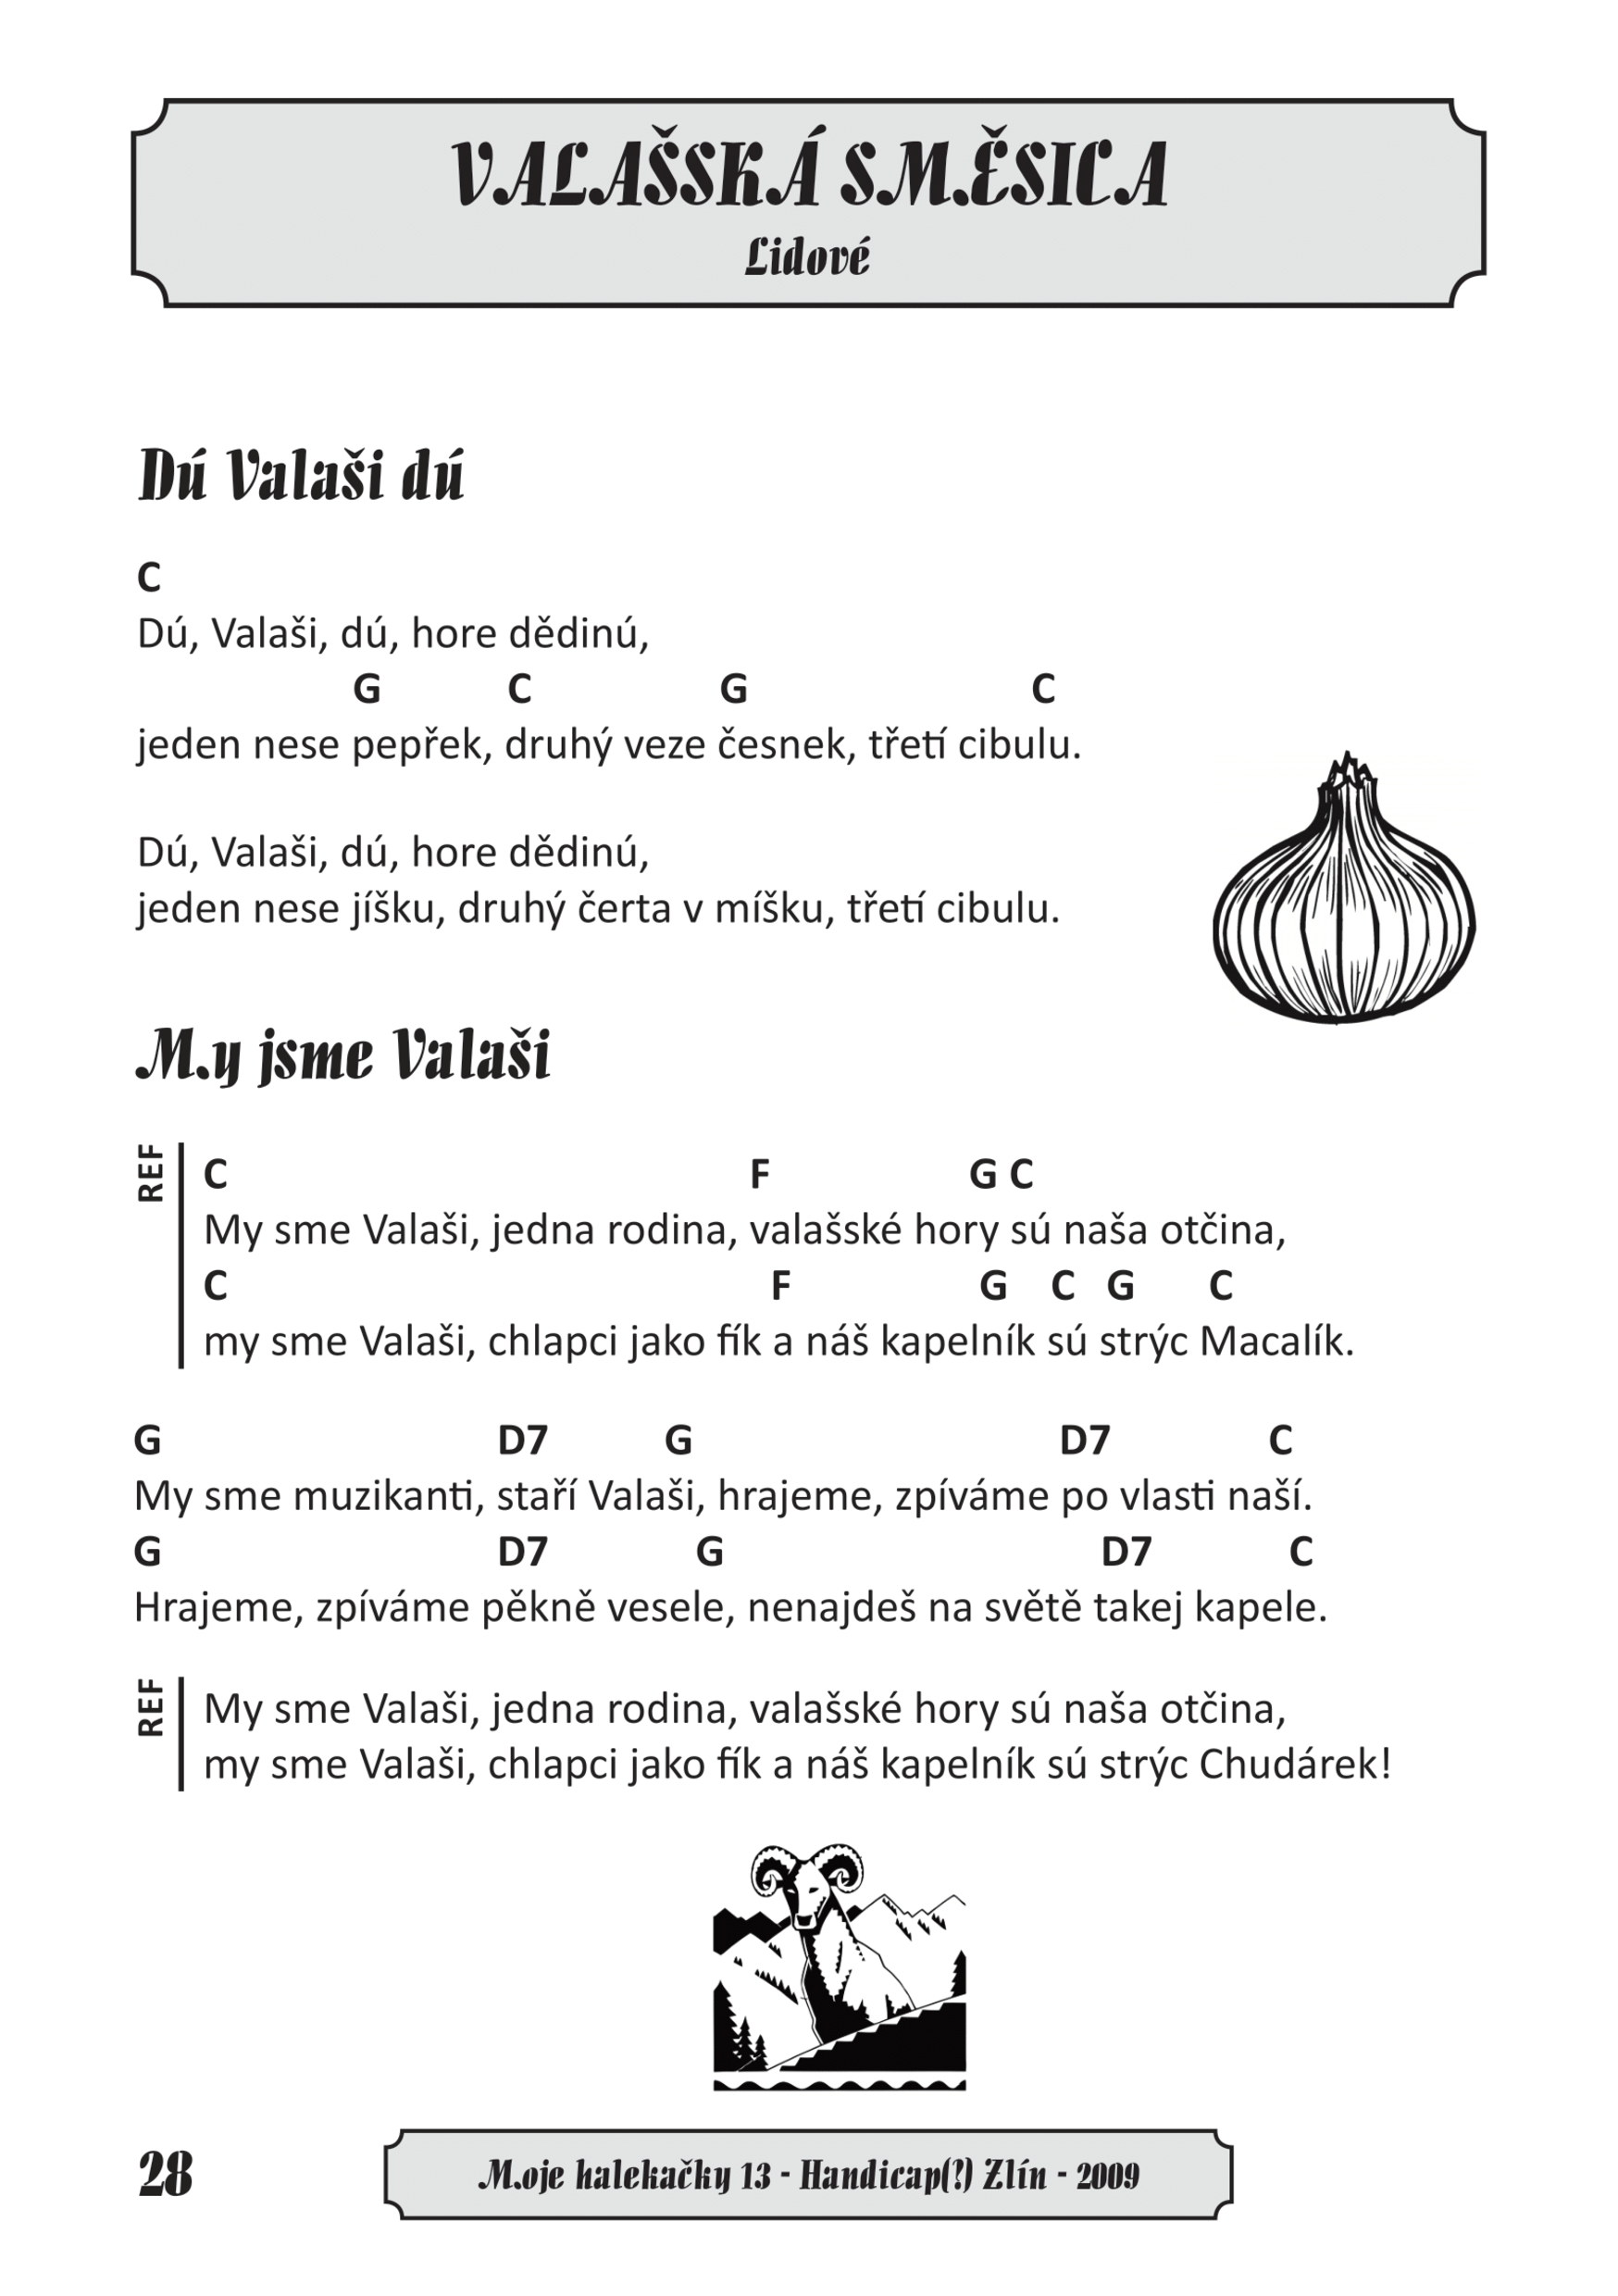 VALAŠSKÁ SMĚSICA
Lidové
Dú Valaši dú
C
Dú, Valaši, dú, hore dědinú,
G C G C
jeden nese pepřek, druhý veze česnek, třetí cibulu.
Dú, Valaši, dú, hore dědinú,
jeden nese jíšku, druhý čerta v míšku, třetí cibulu.
My jsme Valaši
REF
C F G C
My sme Valaši, jedna rodina, valašské hory sú naša otčina,
C F G C G C
my sme Valaši, chlapci jako fík a náš kapelník sú strýc Macalík.
G D7 G D7 C
My sme muzikanti, staří Valaši, hrajeme, zpíváme po vlasti naší.
G D7 G D7 C
Hrajeme, zpíváme pěkně vesele, nenajdeš na světě takej kapele.
REF
My sme Valaši, jedna rodina, valašské hory sú naša otčina,
my sme Valaši, chlapci jako fík a náš kapelník sú strýc Chudárek!
28
Moje halekačky 13 - Handicap(?) Zlín - 2009